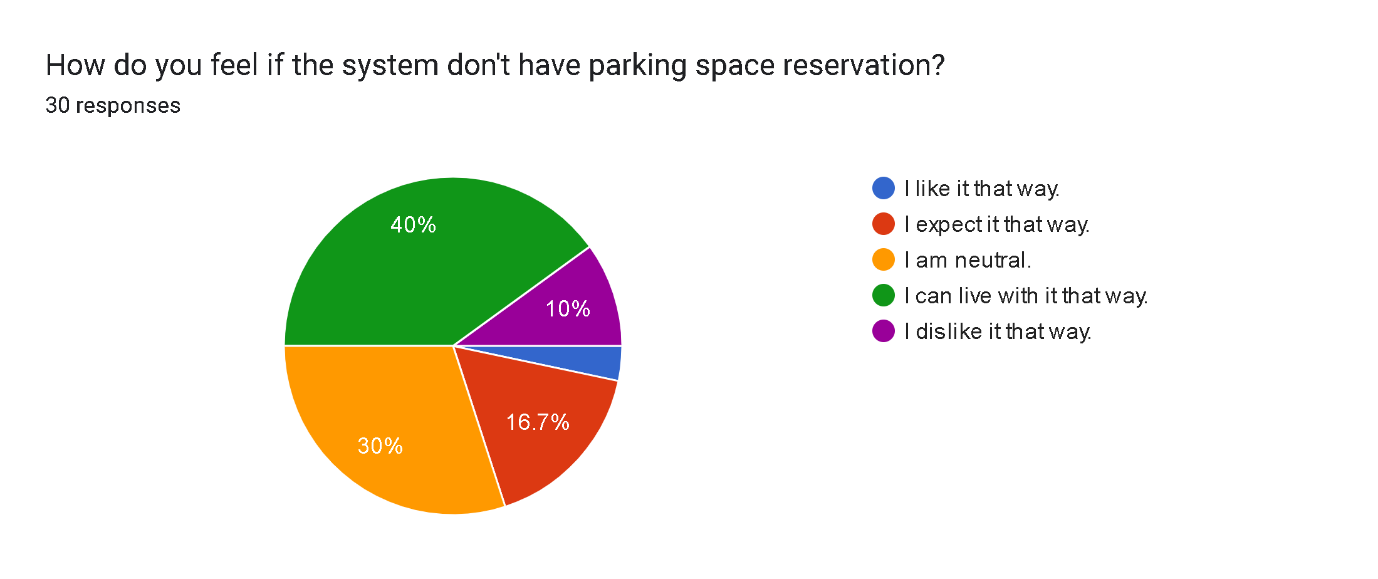 How do you feel if the system don't have parking space reservation?
30 responses
40%
10%
16.7%
30%
I like it that way.
I expect it that way.
I am neutral.
I can live with it that way.
I dislike it that way.